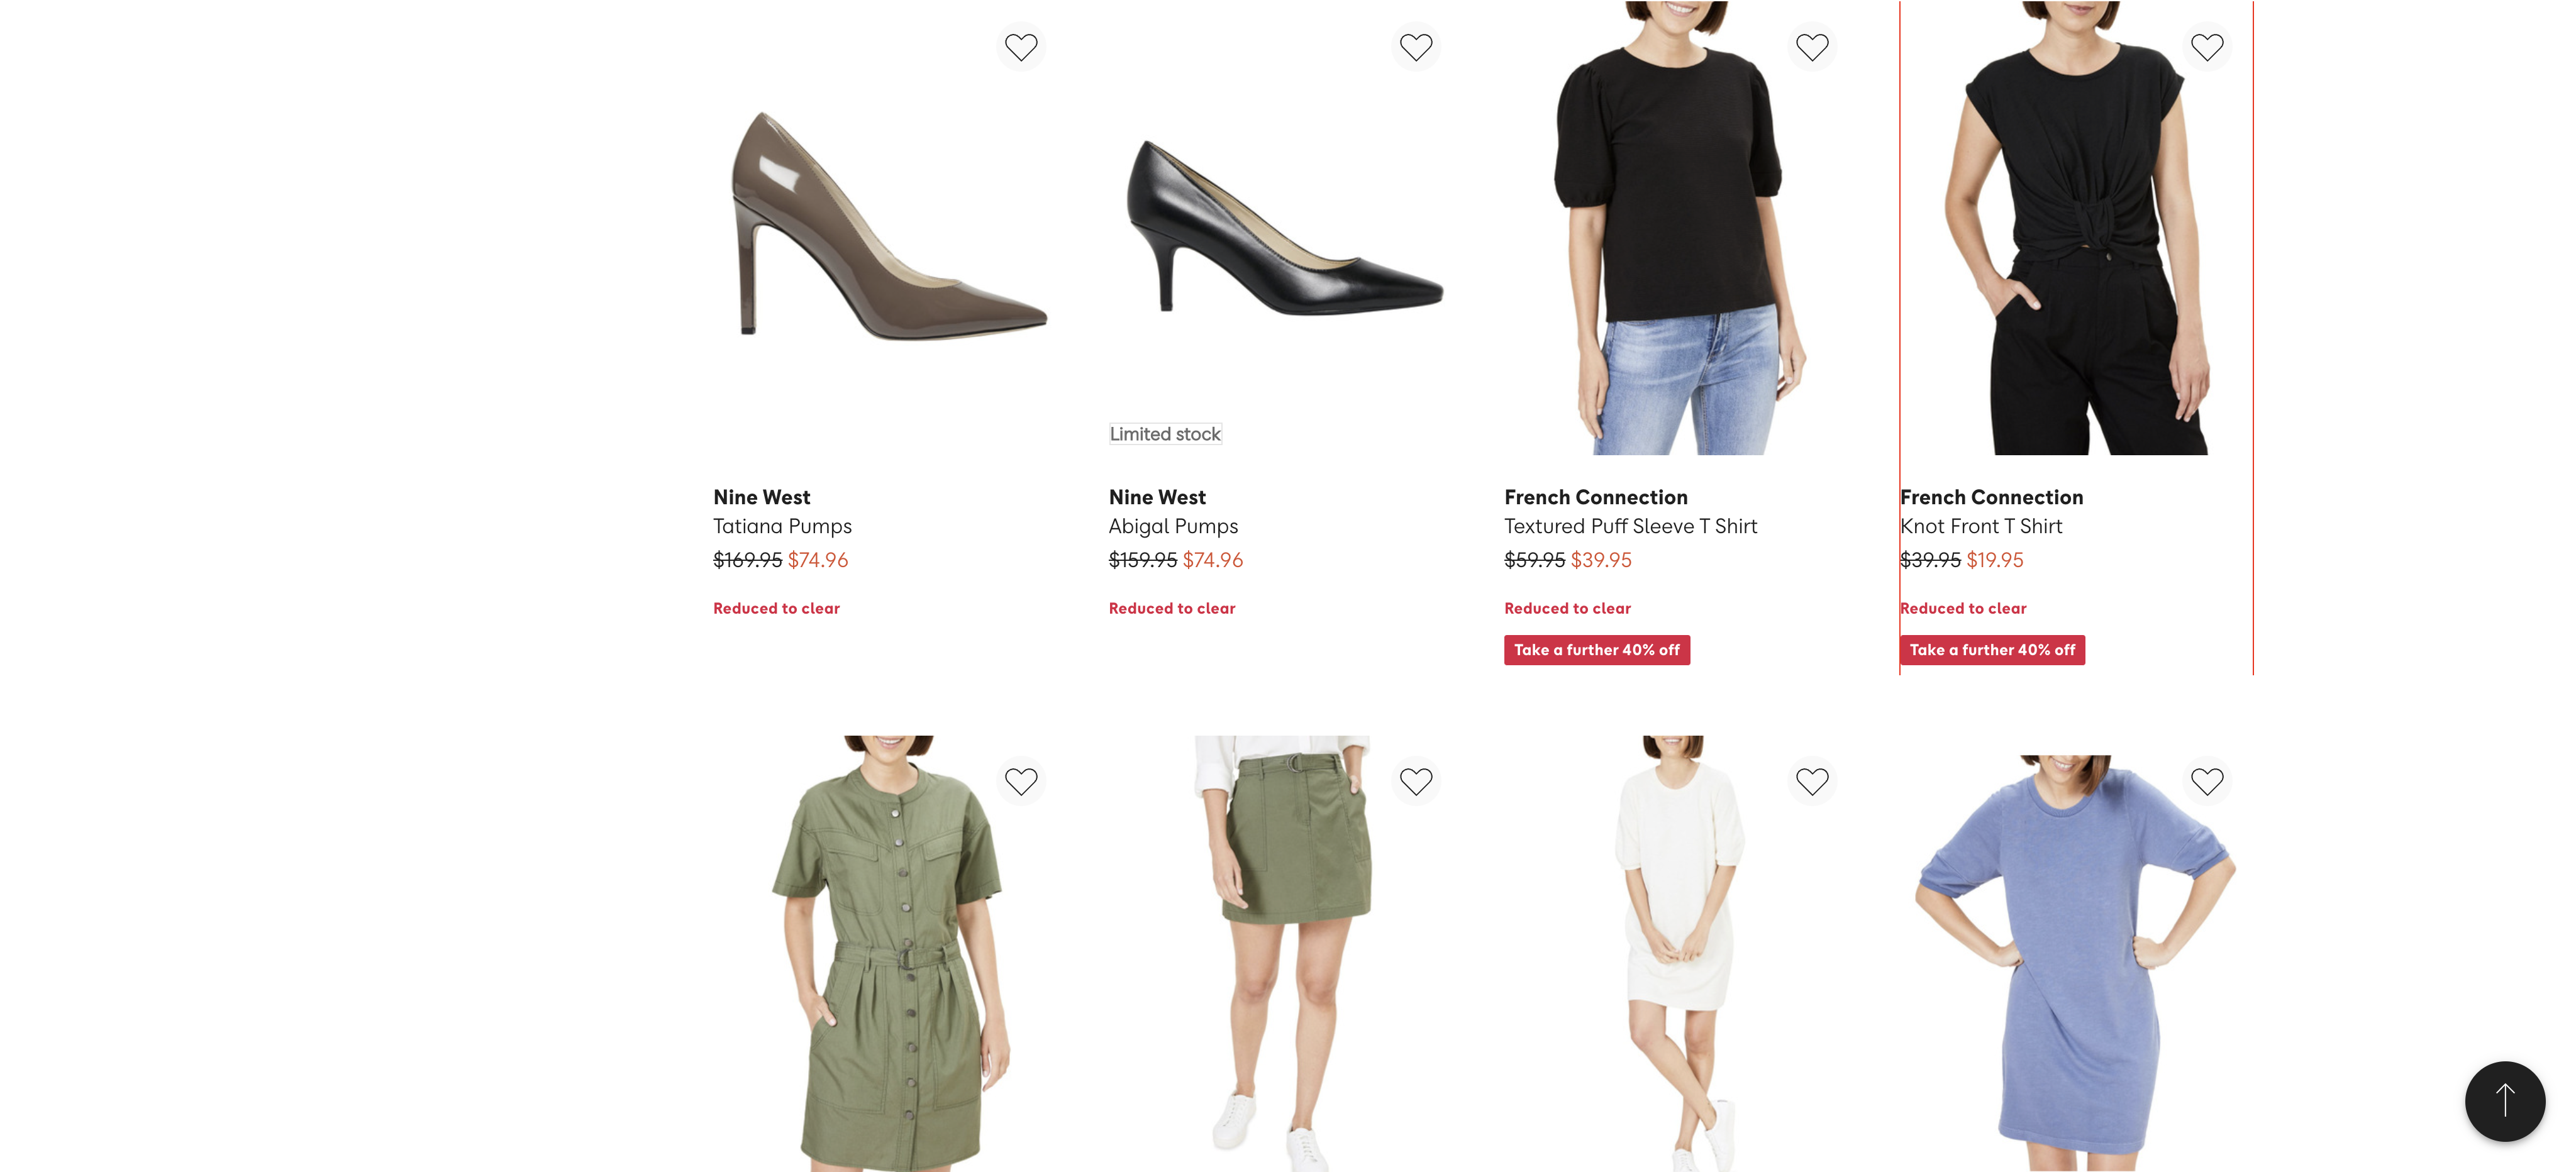 Limited stock
Nine West
Tatiana Pumps
$169.95 $74.96
Reduced to clear
Nine West
Abigal Pumps
$159.95 $74.96
Reduced to clear
French Connection
Textured Puff Sleeve T Shirt
$59.95 $39.95
Reduced to clear
Take a further 40% off
French Connection
Knot Front T Shirt
$39.95 $19.95
Reduced to clear
Take a further 40% off